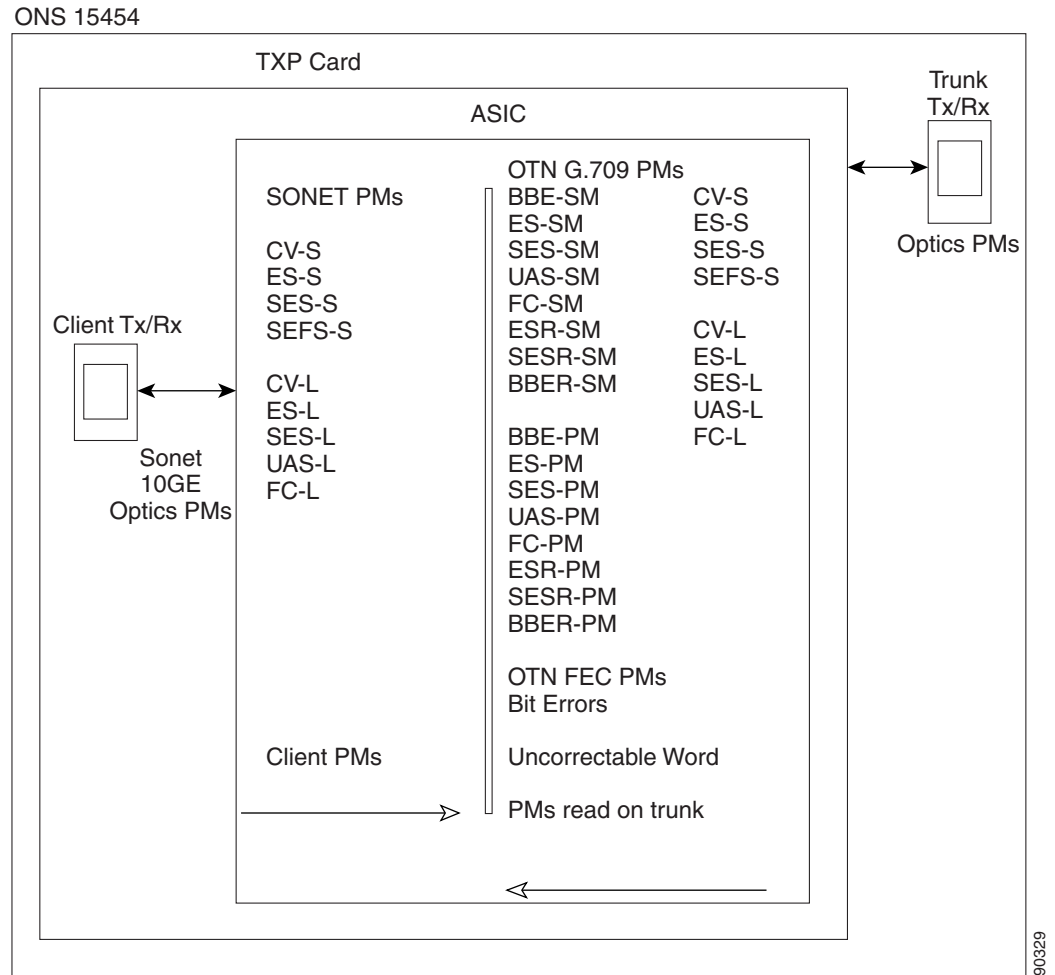 ONS 15454
TXP Card
ASIC
Trunk
Tx/Rx
Optics PMs
Client Tx/Rx
Sonet
10GE
Optics PMs
SONET PMs
CV-S
ES-S
SES-S
SEFS-S
CV-L
ES-L
SES-L
UAS-L
FC-L
Client PMs
OTN G.709 PMs
BBE-SM
ES-SM
SES-SM
UAS-SM
FC-SM
ESR-SM
SESR-SM
BBER-SM
BBE-PM
ES-PM
SES-PM
UAS-PM
FC-PM
ESR-PM
SESR-PM
BBER-PM
OTN FEC PMs
Bit Errors
Uncorrectable Word
PMs read on trunk
CV-S
ES-S
SES-S
SEFS-S
CV-L
ES-L
SES-L
UAS-L
FC-L
90329